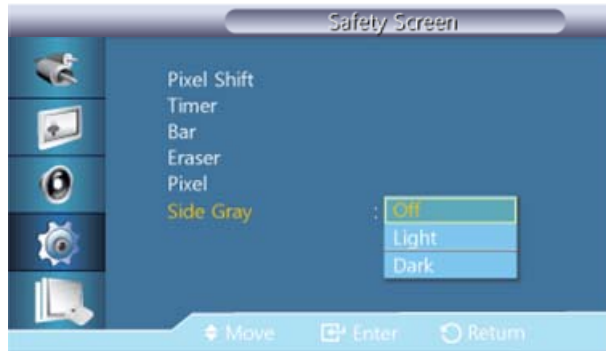 Safety Screen
Pixel Shift
Timer
Bar
Eraser
Pixel
Side Gray : Off
Light
Dark
Move Enter Return